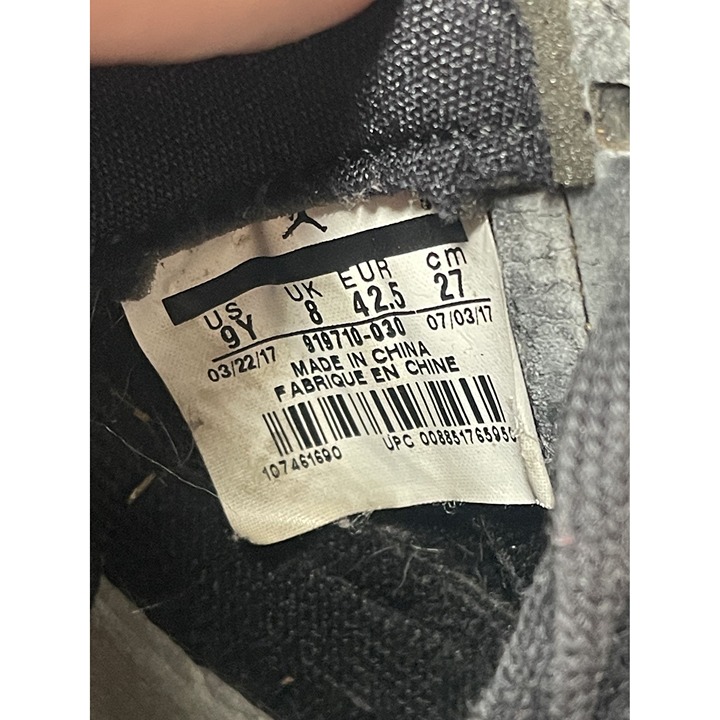 US UK EUR cm
9Y 8 42.5 27
03/22/17 919710-030 07/03/17
MADE IN CHINA
FABRIQUE EN CHINE
107461690 UPC 00885176595